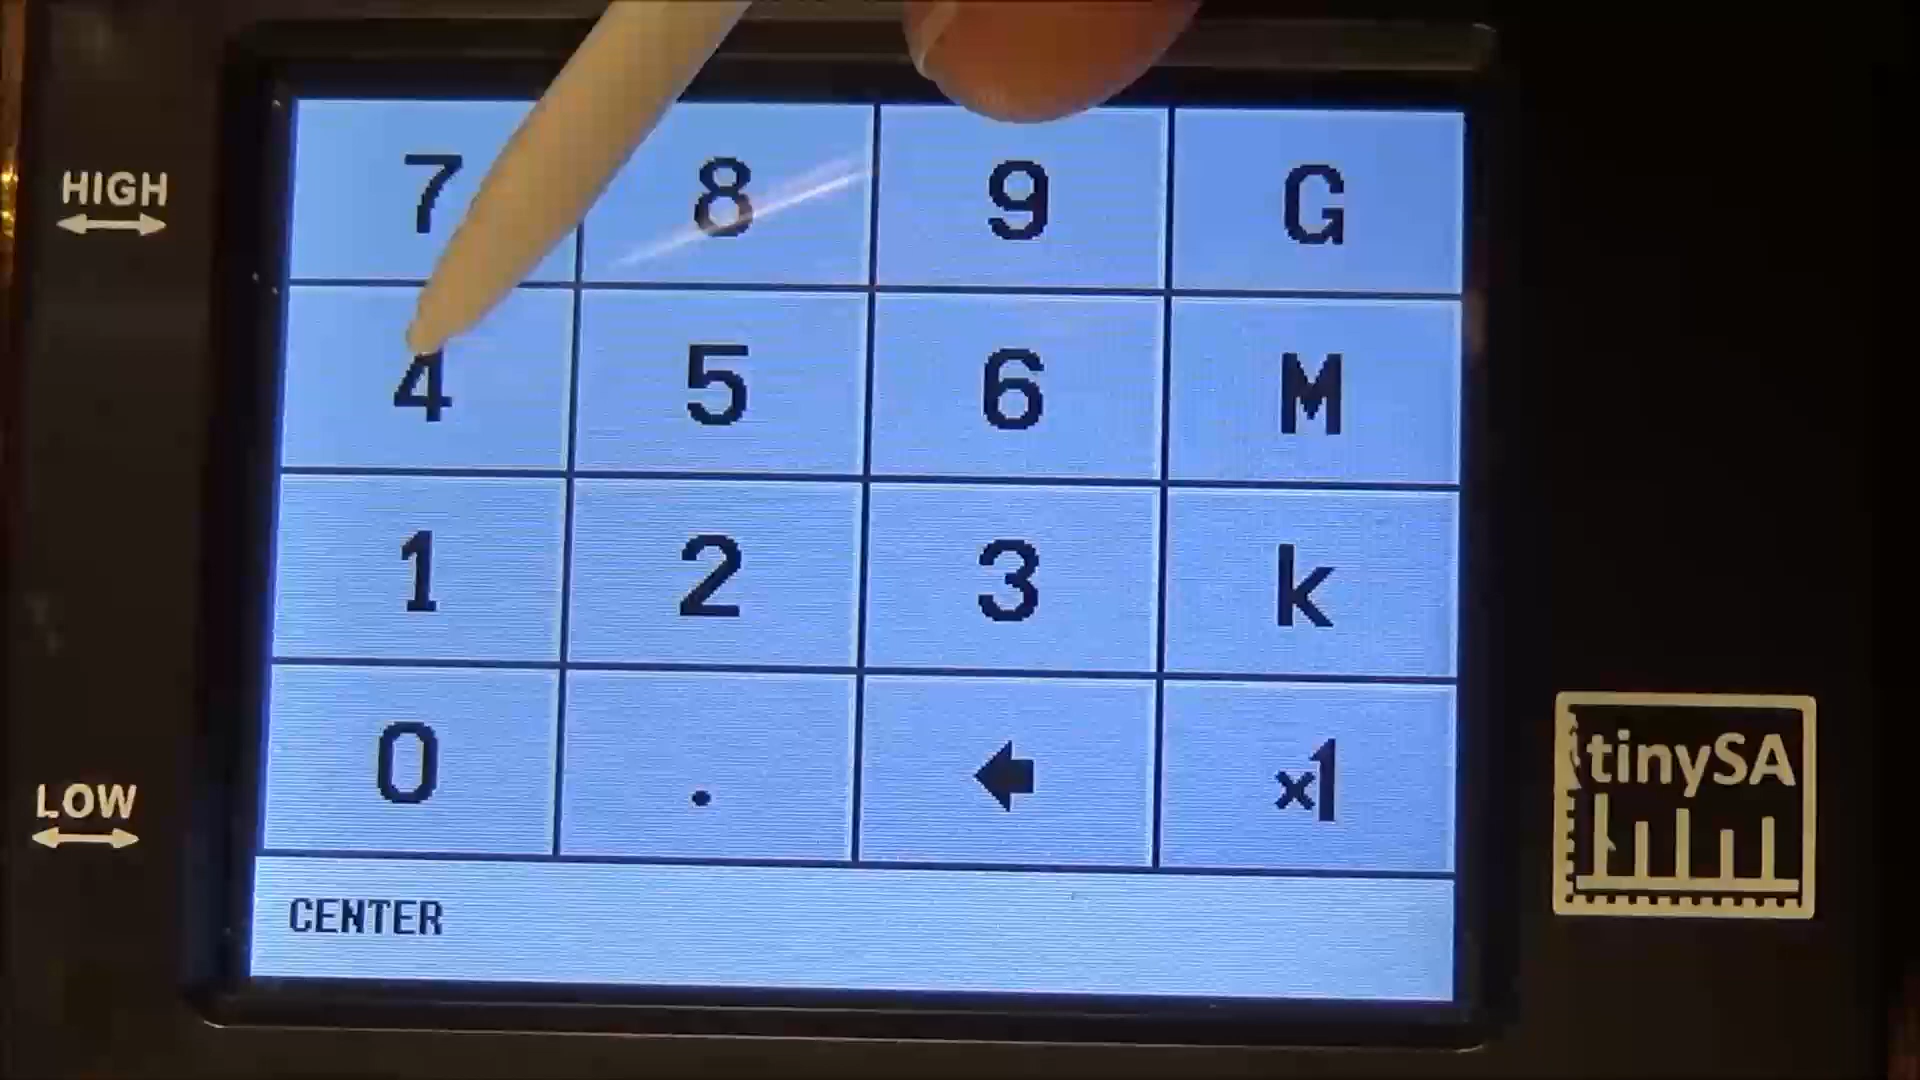 HIGH
7 8 9 G
4 5 6 M
1 2 3 k
0 . x1
LOW
tinySA
CENTER